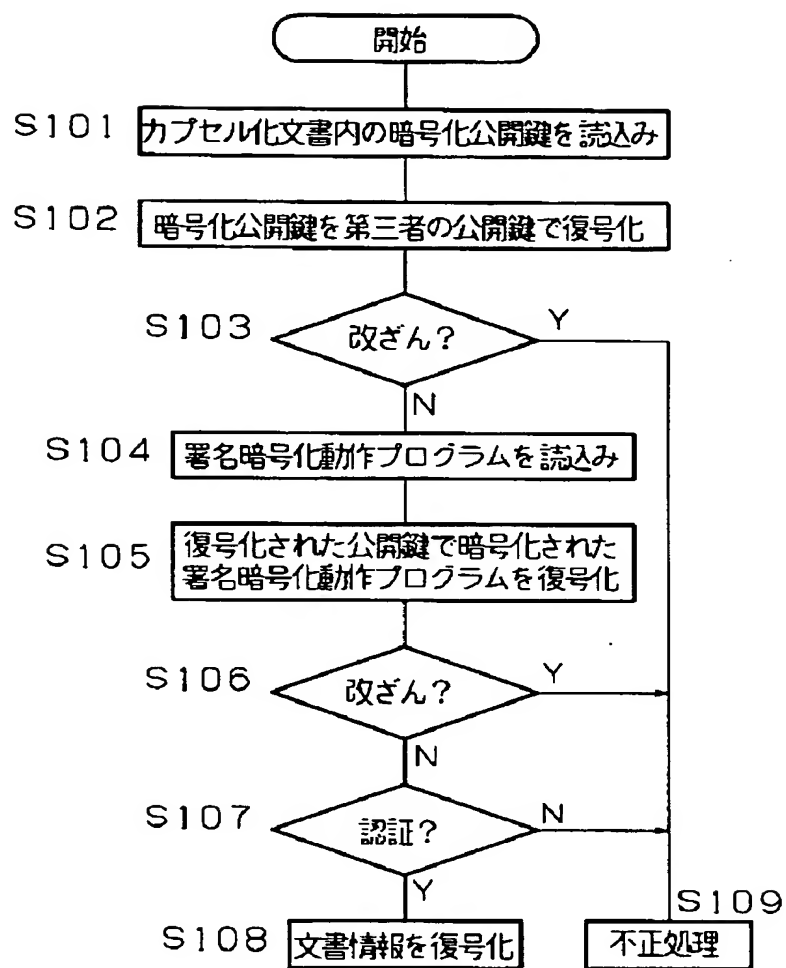 開始
S101 カプセル化文書内の暗号化公開鍵を読込み
S102 暗号化公開鍵を第三者の公開鍵で復号化
S103 改ざん? Y
N
S104 署名暗号化動作プログラムを読込み
S105 復号化された公開鍵で暗号化された
署名暗号化動作プログラムを復号化
S106 改ざん? Y
N
S107 認証? N
Y
S109
S108 文書情報を復号化 不正処理